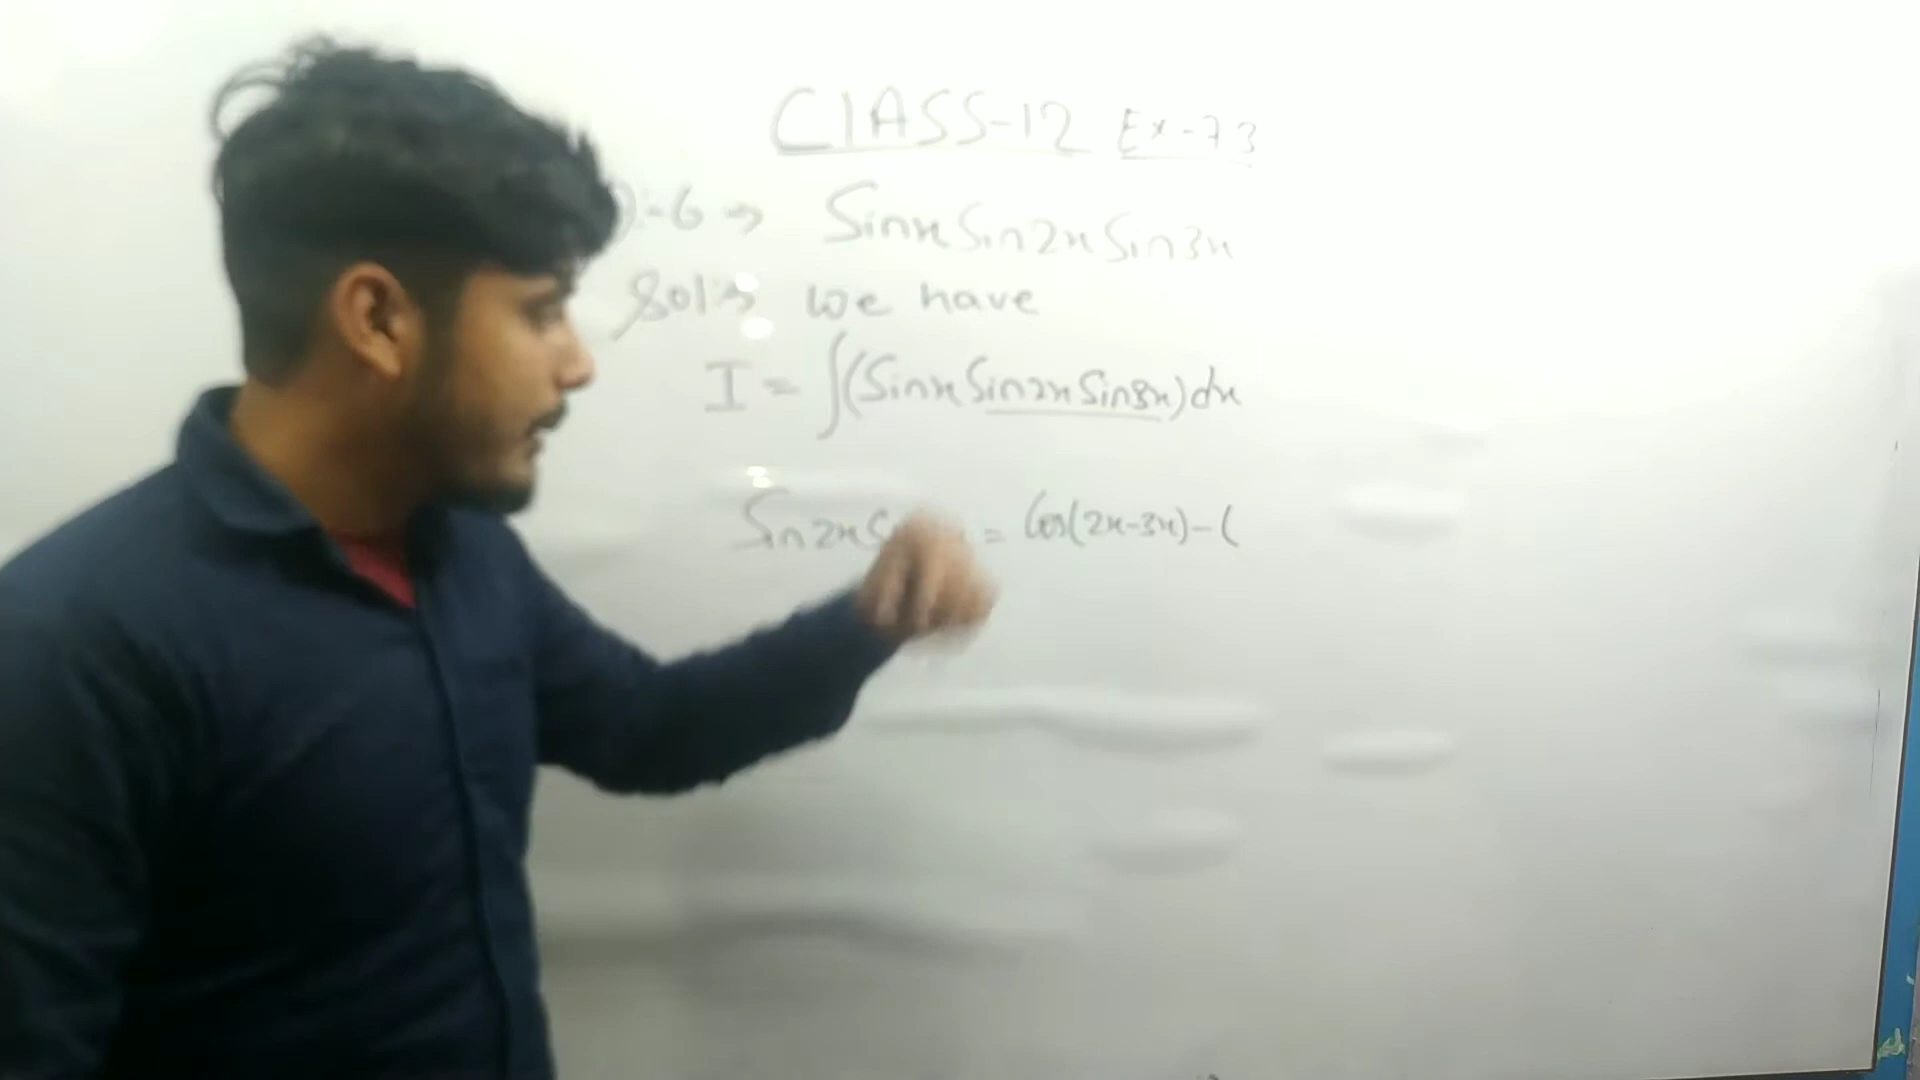 CLASS-12 Ex-7.3
:-6 → Sinx Sin2x Sin3x
Sol:→ we have
I = ∫(Sinx Sin2x Sin3x)dx
Sin2x = Cos(2x-3x)-(